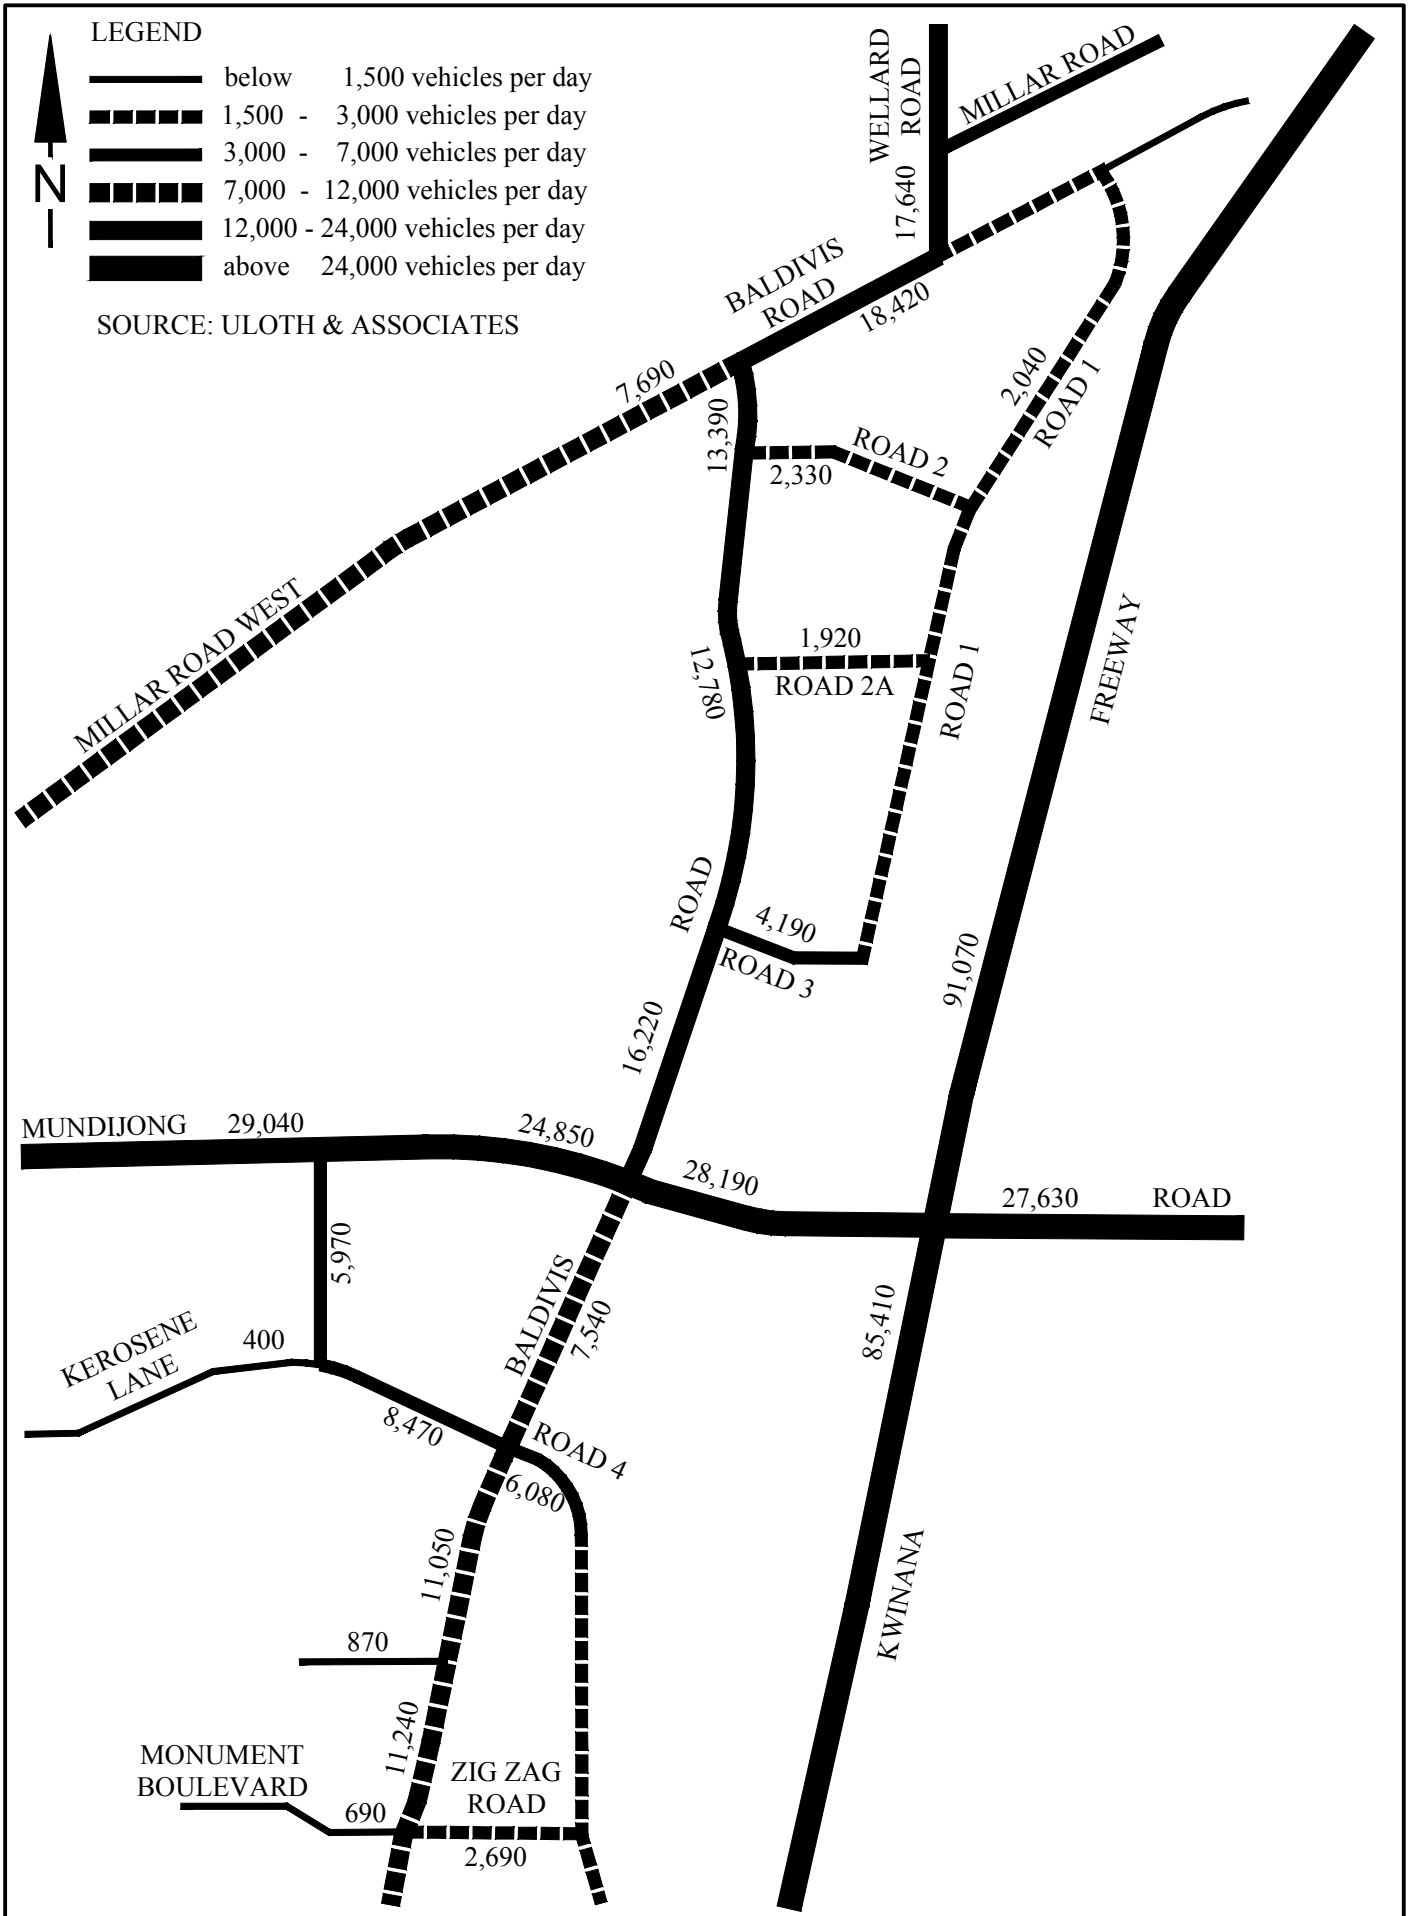 LEGEND
below 1,500 vehicles per day
1,500 - 3,000 vehicles per day
3,000 - 7,000 vehicles per day
7,000 - 12,000 vehicles per day
12,000 - 24,000 vehicles per day
above 24,000 vehicles per day
SOURCE: ULOTH & ASSOCIATES
N
WELLARD
ROAD
17,640
MILLAR ROAD
BALDIVIS
ROAD
18,420
7,690
13,390
2,040
ROAD 1
ROAD 2
2,330
MILLAR ROAD WEST
1,920
ROAD 2A
12,780
ROAD 1
FREEWAY
ROAD
4,190
ROAD 3
91,070
16,220
MUNDIJONG
29,040
24,850
28,190
27,630
ROAD
5,970
BALDIVIS
7,540
85,410
KEROSENE
LANE
400
8,470
ROAD 4
6,080
11,050
KWINANA
870
11,240
MONUMENT
BOULEVARD
ZIG ZAG
ROAD
690
2,690